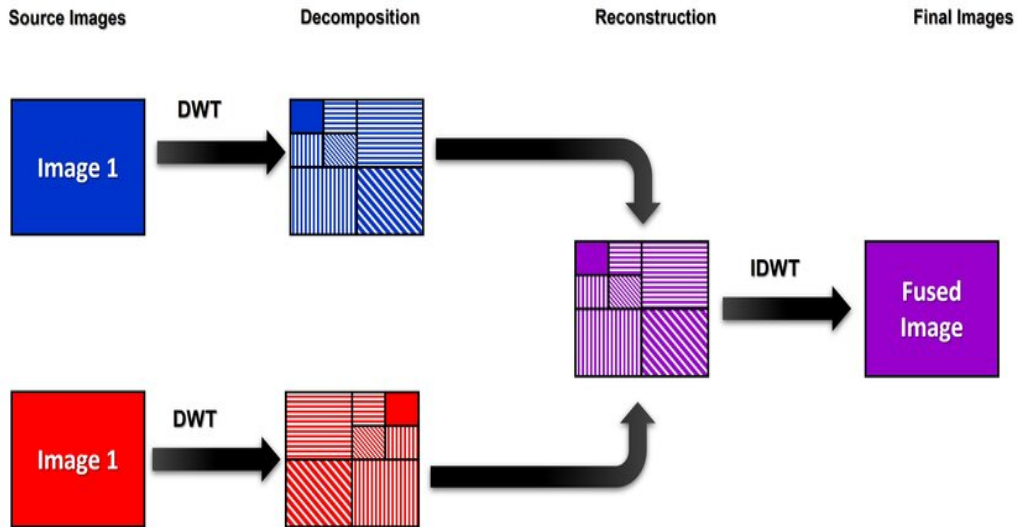 Source Images
Decomposition
Reconstruction
Final Images
DWT
Image 1
IDWT
Fused
Image
DWT
Image 1